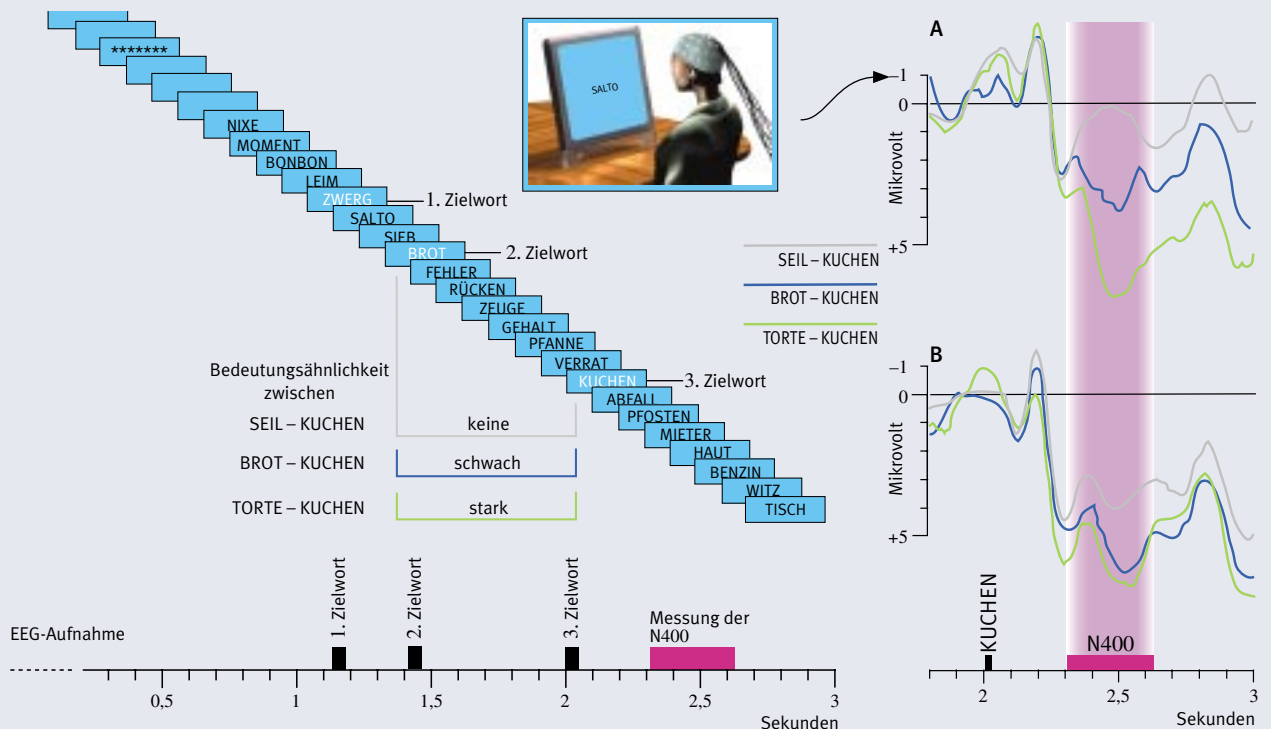 *******
NIXE
MOMENT
BONBON
LEIM
ZWERG
1. Zielwort
SALTO
SIEB
BROT
2. Zielwort
FEHLER
RÜCKEN
ZEUGE
GEHALT
PFANNE
VERRAT
KUCHEN
3. Zielwort
ABFALL
PFOSTEN
MIETER
HAUT
BENZIN
WITZ
TISCH
Bedeutungsähnlichkeit
zwischen
SEIL – KUCHEN
keine
BROT – KUCHEN
schwach
TORTE – KUCHEN
stark
SALTO
SEIL – KUCHEN
BROT – KUCHEN
TORTE – KUCHEN
A
–1
0
+5
Mikrovolt
B
–1
0
+5
Mikrovolt
KUCHEN
N400
2
2,5
3
Sekunden
EEG-Aufnahme
1. Zielwort
2. Zielwort
3. Zielwort
Messung der
N400
0,5
1
1,5
2
2,5
3
Sekunden